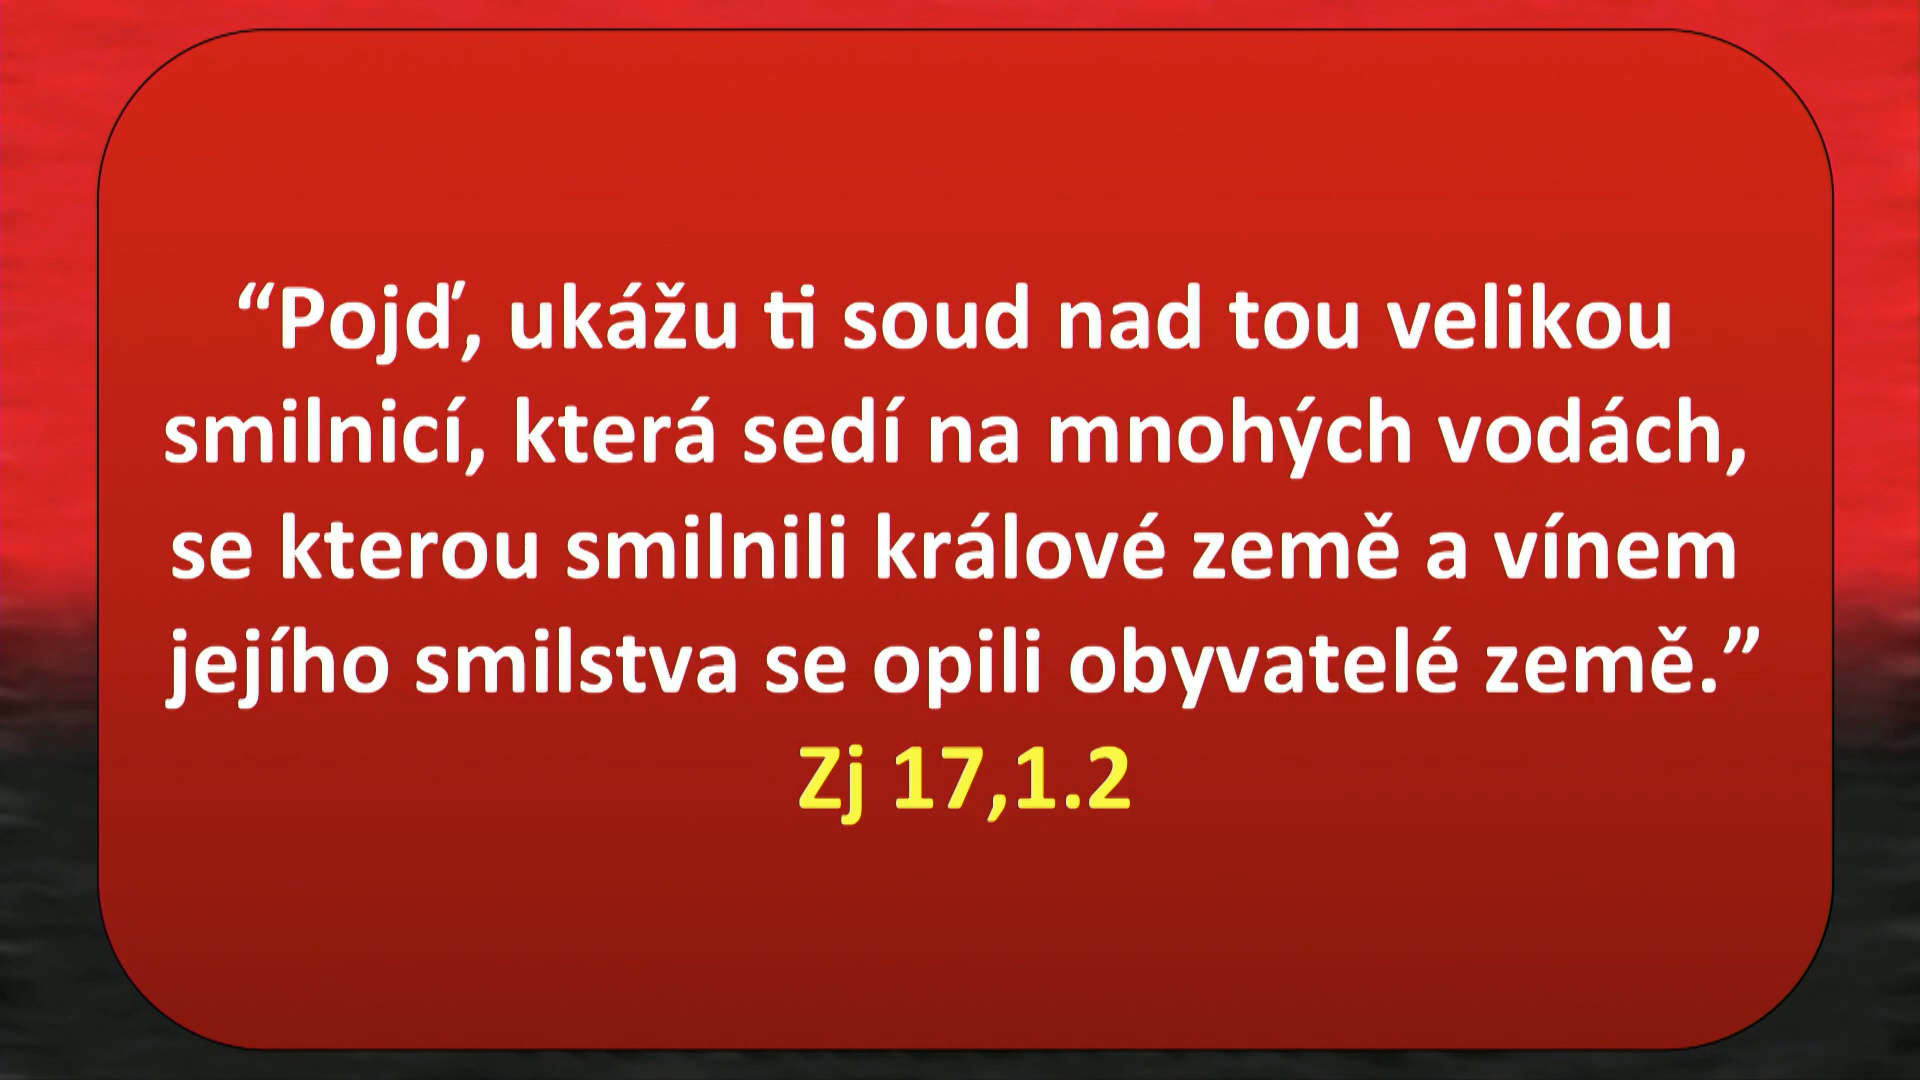 “Pojď, ukážu ti soud nad tou velikou
smilnicí, která sedí na mnohých vodách,
se kterou smilnili králové země a vínem
jejího smilstva se opili obyvatelé země.”
Zj 17,1.2